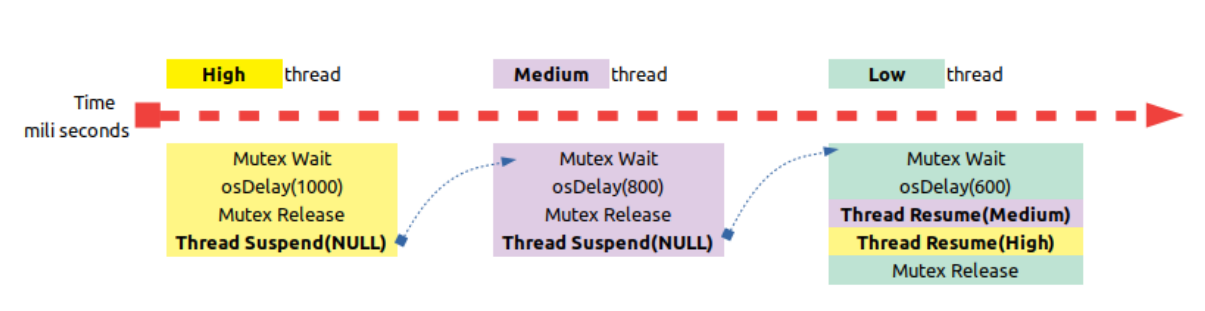 High thread
Medium thread
Low thread
Time
mili seconds
Mutex Wait
osDelay(1000)
Mutex Release
Thread Suspend(NULL)
Mutex Wait
osDelay(800)
Mutex Release
Thread Suspend(NULL)
Mutex Wait
osDelay(600)
Thread Resume(Medium)
Thread Resume(High)
Mutex Release